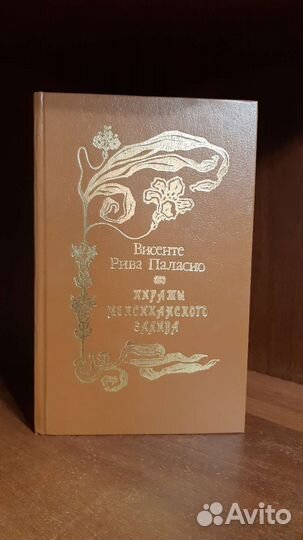 Висенте
Рива Паласио
Пираты
Мексиканского
залива
Avito